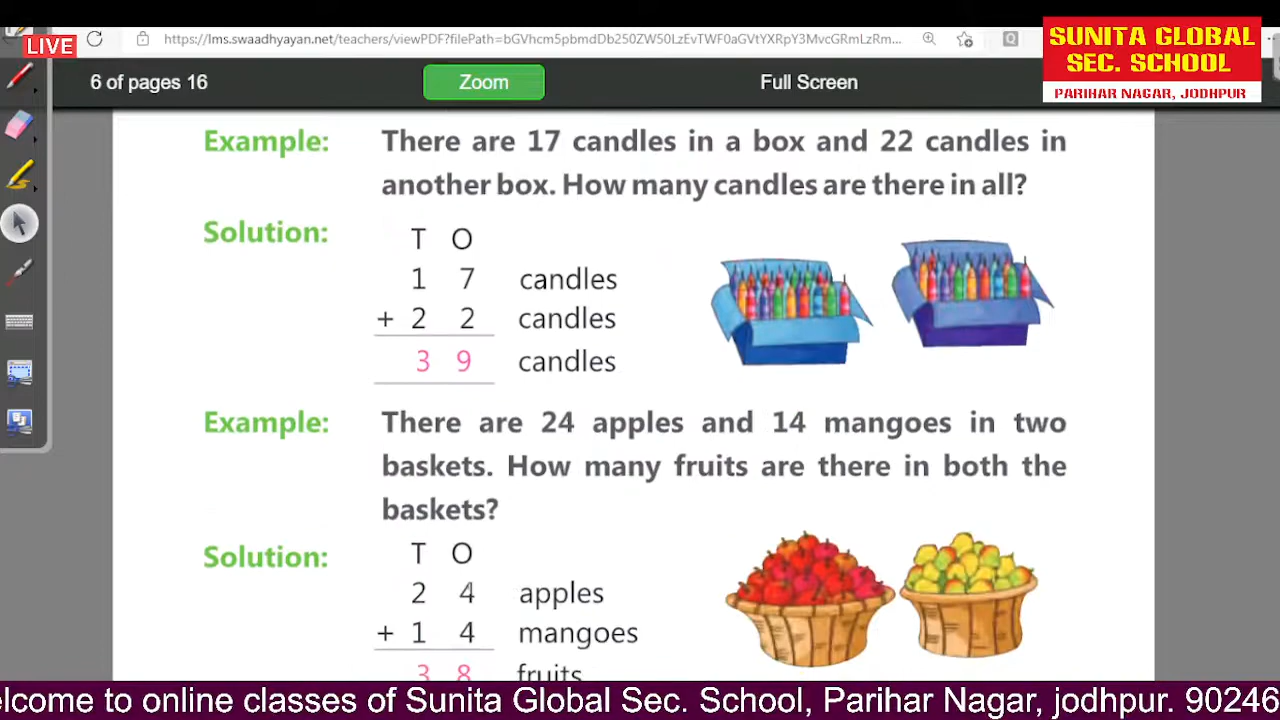 LIVE
https://lms.swaadhyayan.net/teachers/viewPDF?filePath=bGVhcm5pbmdDb250ZW50LzEvTWF0aGVtYXRpY3MvcGRmLzRm...
SUNITA GLOBAL
SEC. SCHOOL
PARIHAR NAGAR, JODHPUR
6 of pages 16
Zoom
Full Screen
Example: There are 17 candles in a box and 22 candles in
another box. How many candles are there in all?
Solution: T O
1 7 candles
+ 2 2 candles
3 9 candles
Example: There are 24 apples and 14 mangoes in two
baskets. How many fruits are there in both the
baskets?
Solution: T O
2 4 apples
+ 1 4 mangoes
3 8 fruits
elcome to online classes of Sunita Global Sec. School, Parihar Nagar, jodhpur. 90246